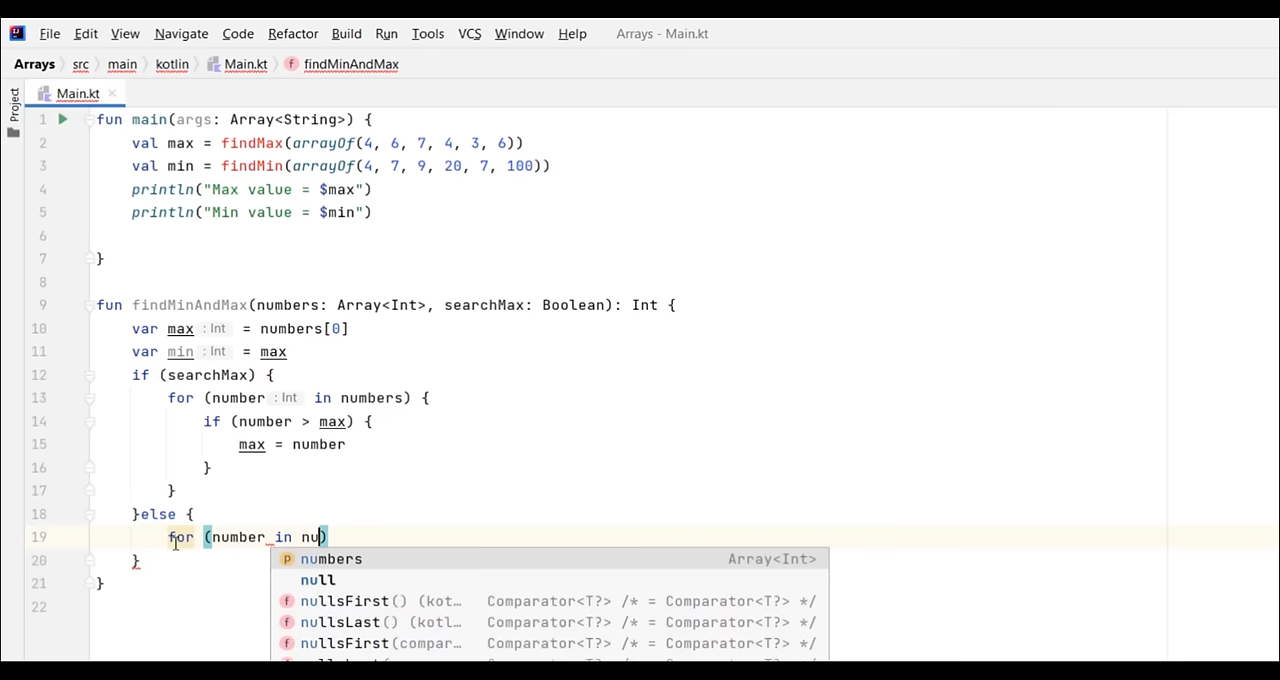 File Edit View Navigate Code Refactor Build Run Tools VCS Window Help Arrays - Main.kt
Arrays src main kotlin Main.kt findMinAndMax
Project
Main.kt
1 fun main(args: Array<String>) {
2 val max = findMax(arrayOf(4, 6, 7, 4, 3, 6))
3 val min = findMin(arrayOf(4, 7, 9, 20, 7, 100))
4 println("Max value = $max")
5 println("Min value = $min")
6
7 }
8
9 fun findMinAndMax(numbers: Array<Int>, searchMax: Boolean): Int {
10 var max : Int = numbers[0]
11 var min : Int = max
12 if (searchMax) {
13 for (number : Int in numbers) {
14 if (number > max) {
15 max = number
16 }
17 }
18 }else {
19 for (number in nu)
20 }
21 }
22
numbers Array<Int>
null
nullsFirst() (kot… Comparator<T?> /* = Comparator<T?> */
nullsLast() (kotl… Comparator<T?> /* = Comparator<T?> */
nullsFirst(compar… Comparator<T?> /* = Comparator<T?> */